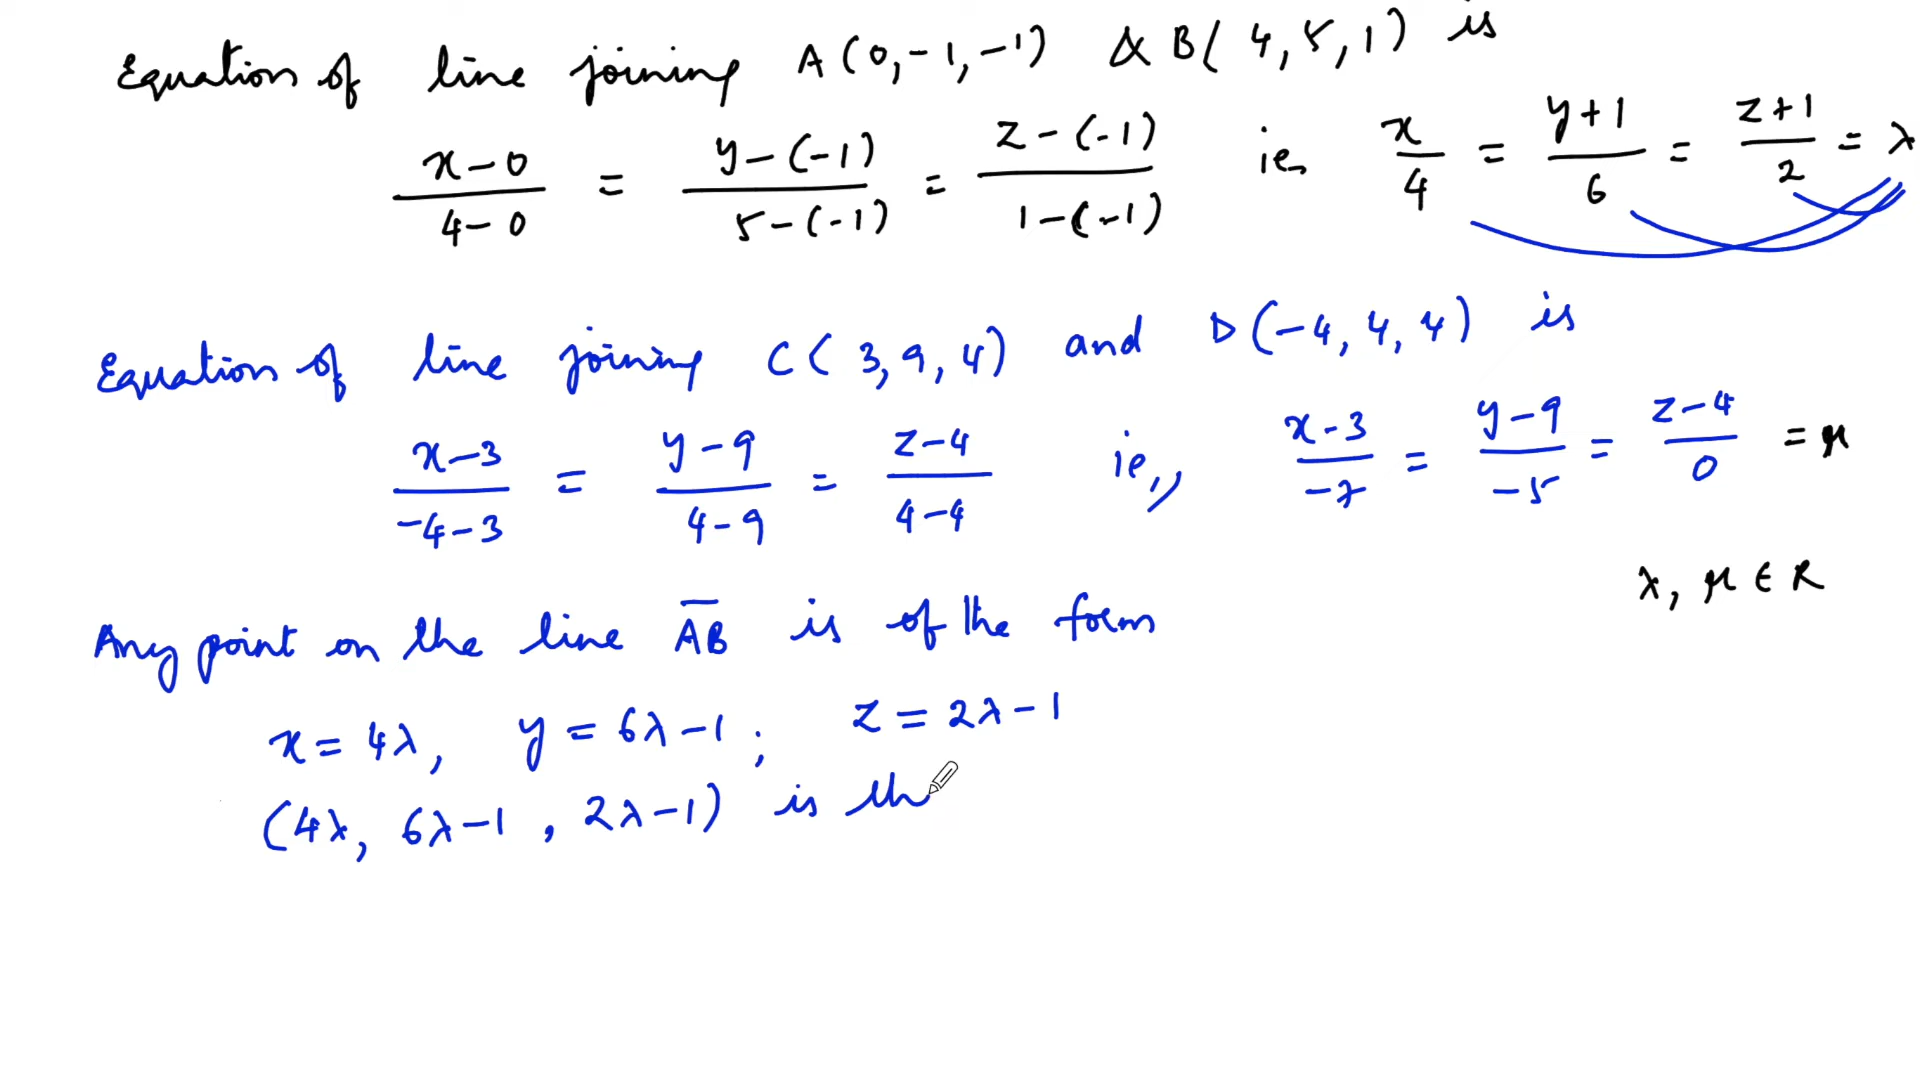 Equation of line joining A(0,-1,-1) & B(4,5,1) is
x-0/4-0 = y-(-1)/5-(-1) = z-(-1)/1-(-1) ie, x/4 = y+1/6 = z+1/2 = λ
Equation of line joining C(3,9,4) and D(-4,4,4) is
x-3/-4-3 = y-9/4-9 = z-4/4-4 ie,, x-3/-7 = y-9/-5 = z-4/0 = μ
λ, μ ∈ R
Any point on the line A̅B̅ is of the form
x = 4λ, y = 6λ-1; z = 2λ-1
(4λ, 6λ-1, 2λ-1) is th